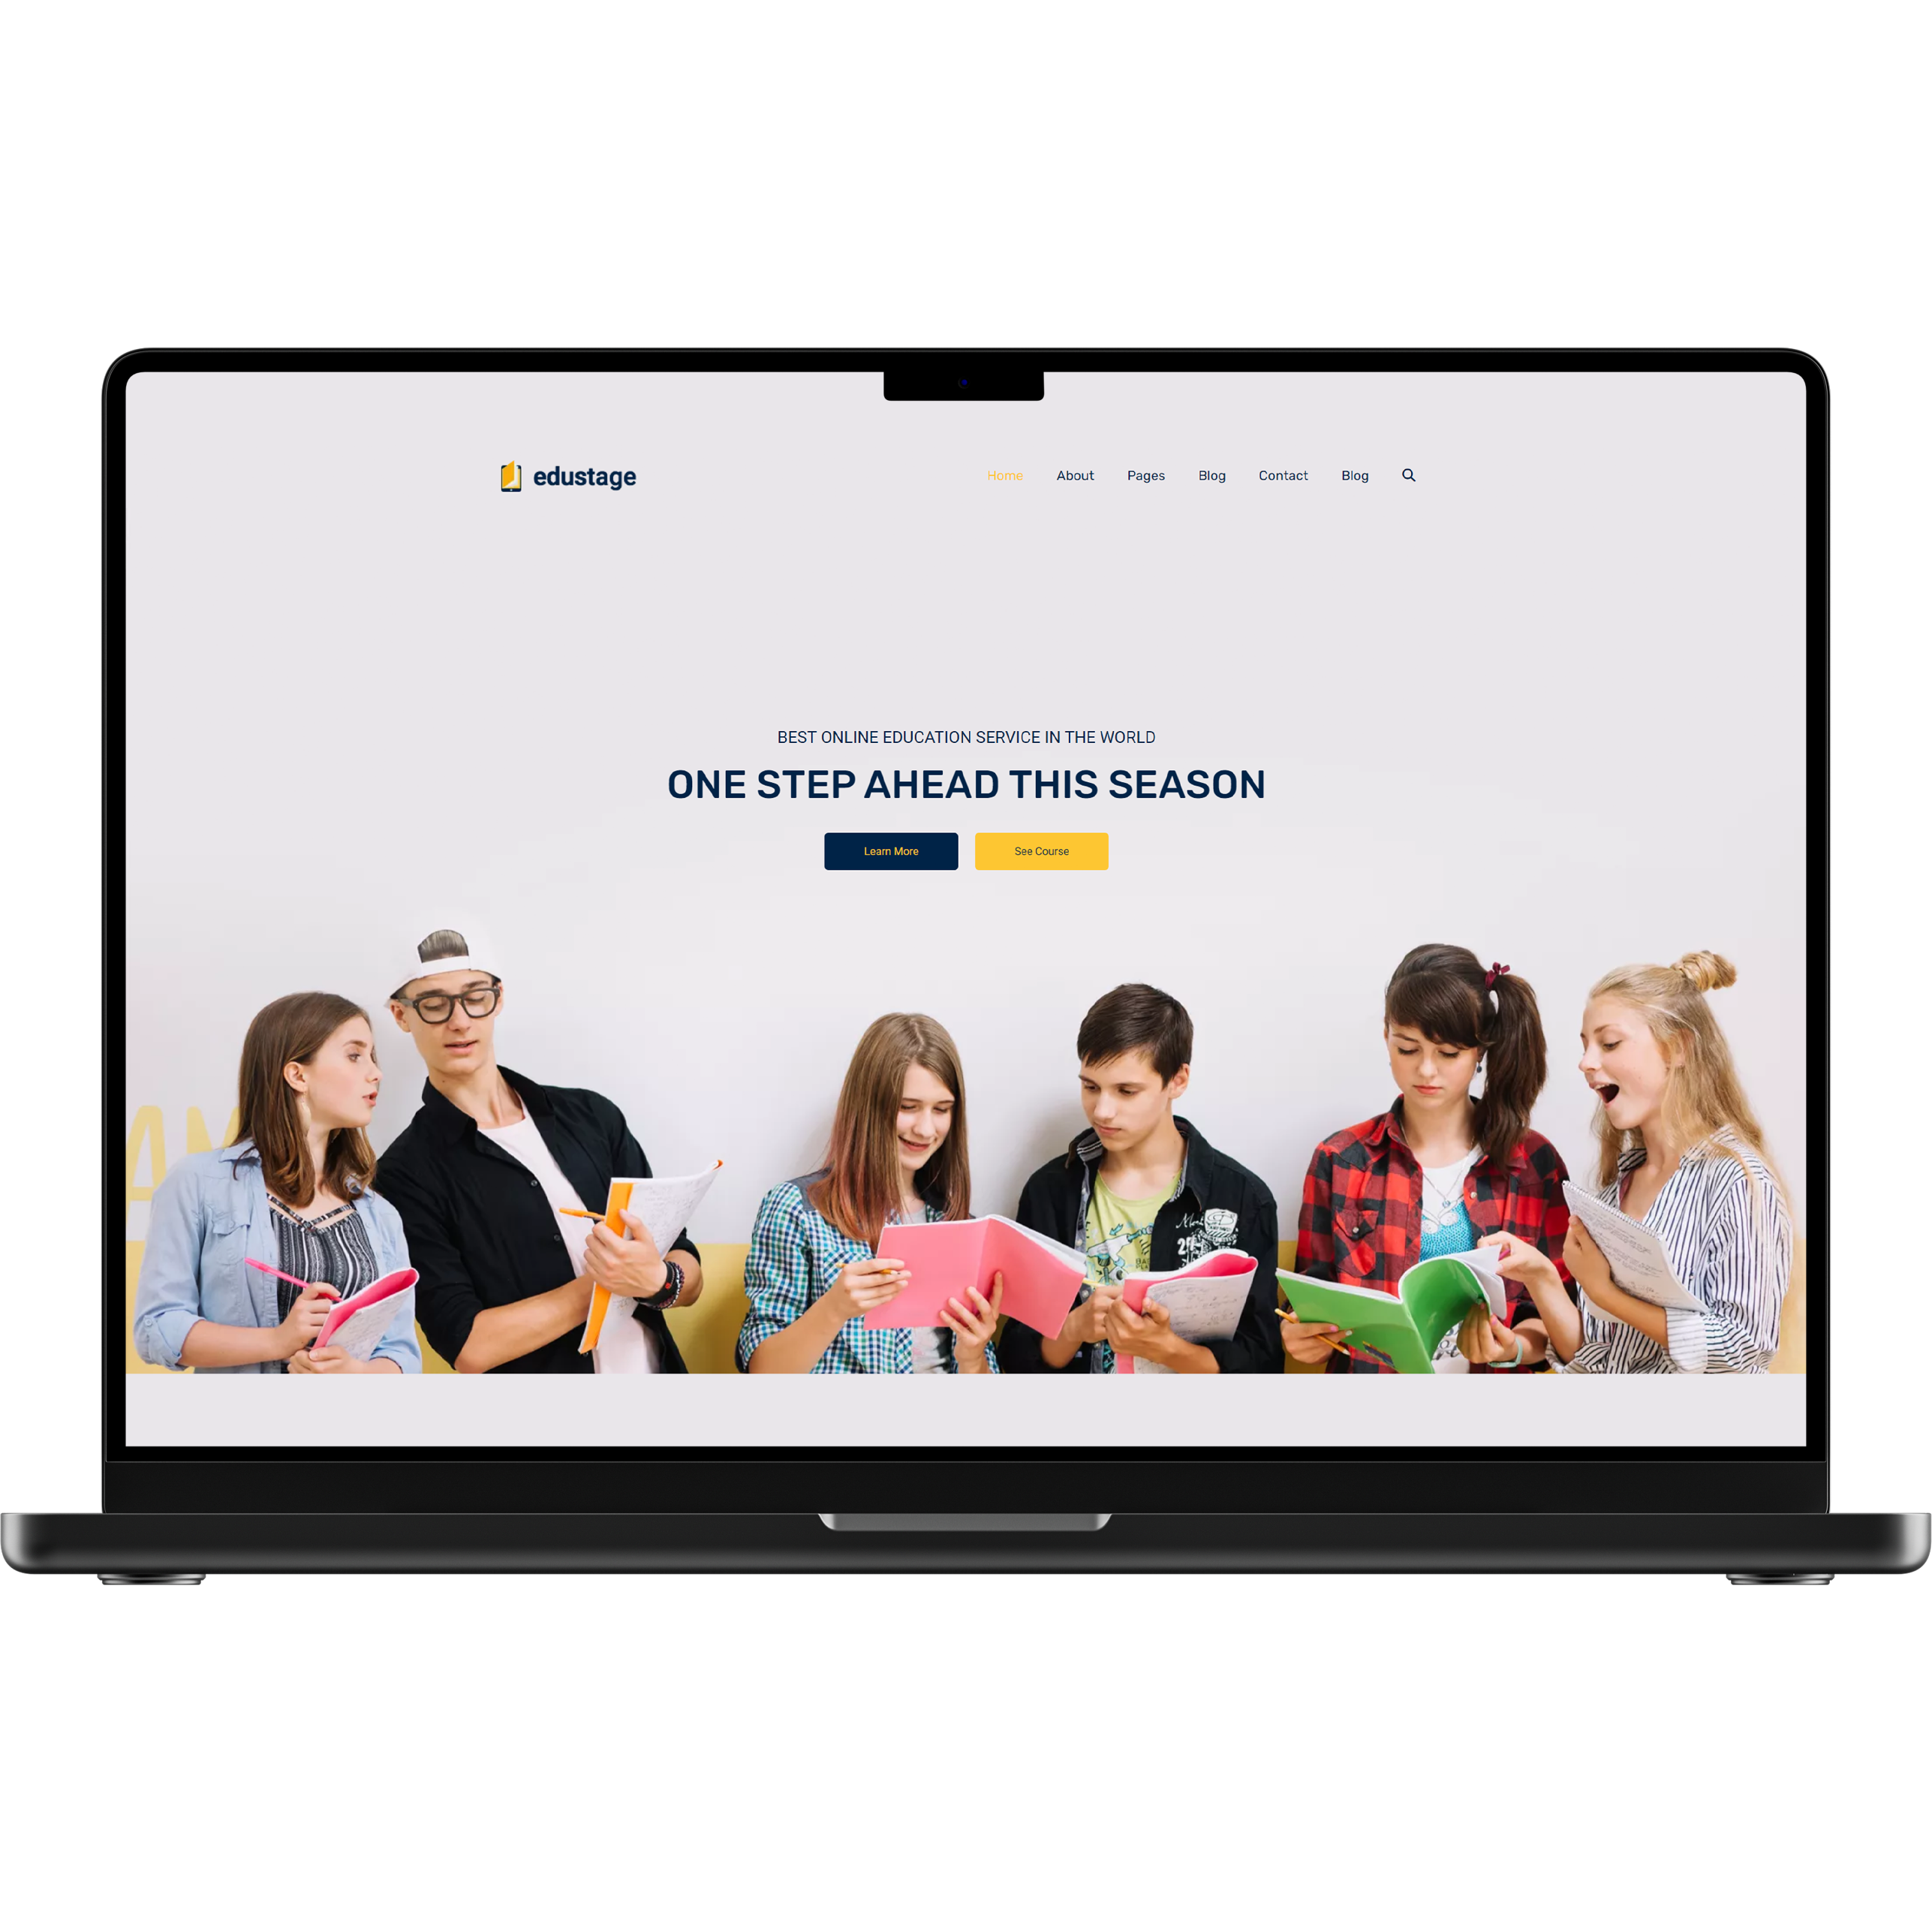 edustage
Home About Pages Blog Contact Blog
BEST ONLINE EDUCATION SERVICE IN THE WORLD
ONE STEP AHEAD THIS SEASON
Learn More See Course